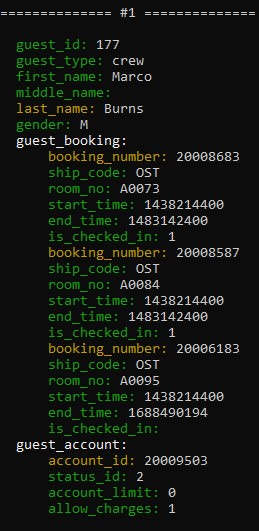 ============= #1 =============
guest_id: 177
guest_type: crew
first_name: Marco
middle_name:
last_name: Burns
gender: M
guest_booking:
booking_number: 20008683
ship_code: OST
room_no: A0073
start_time: 1438214400
end_time: 1483142400
is_checked_in: 1
booking_number: 20008587
ship_code: OST
room_no: A0084
start_time: 1438214400
end_time: 1483142400
is_checked_in: 1
booking_number: 20006183
ship_code: OST
room_no: A0095
start_time: 1438214400
end_time: 1688490194
is_checked_in:
guest_account:
account_id: 20009503
status_id: 2
account_limit: 0
allow_charges: 1